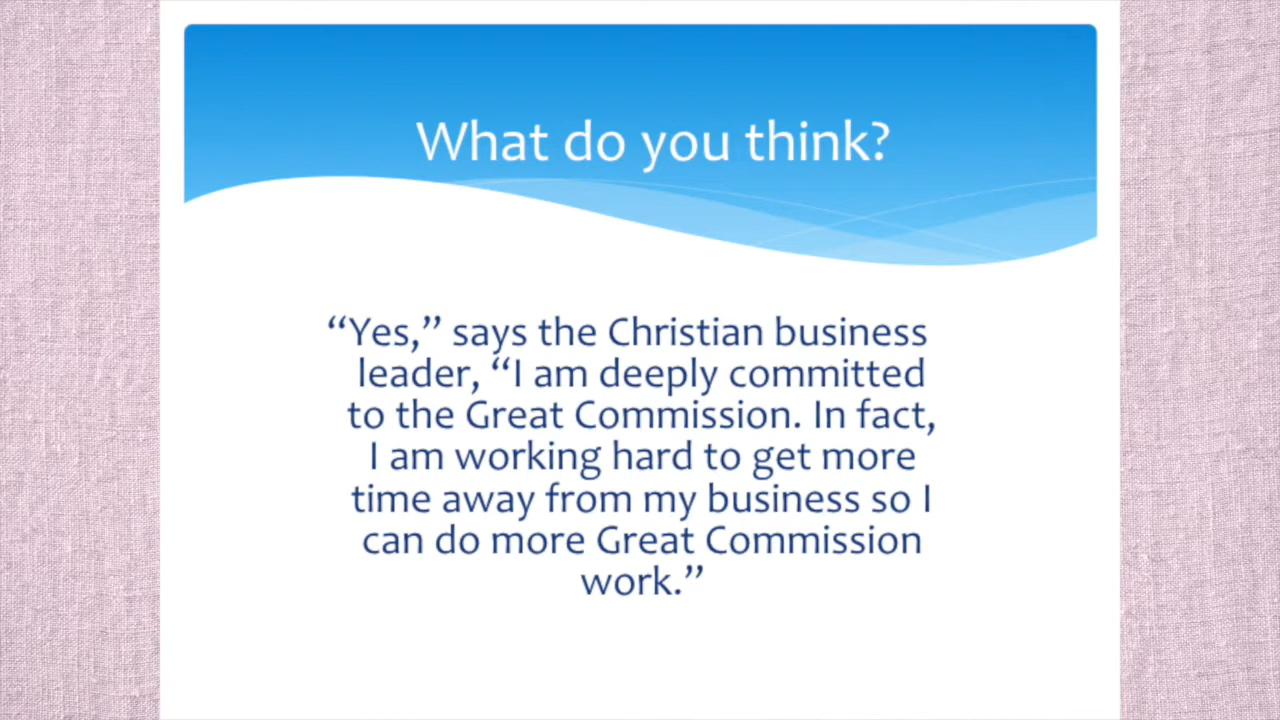 What do you think?
“Yes,” says the Christian business
leader, “I am deeply committed
to the Great Commission. In fact,
I am working hard to get more
time away from my business so I
can do more Great Commission
work.”